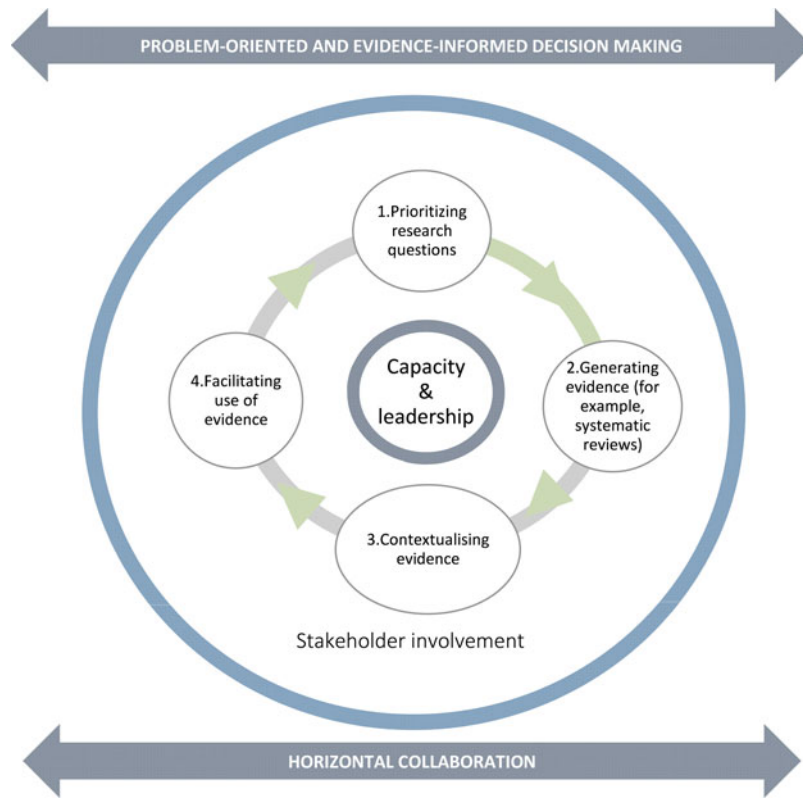 PROBLEM-ORIENTED AND EVIDENCE-INFORMED DECISION MAKING
1.Prioritizing
research
questions
2.Generating
evidence (for
example,
systematic
reviews)
3.Contextualising
evidence
4.Facilitating
use of
evidence
Capacity
&
leadership
Stakeholder involvement
HORIZONTAL COLLABORATION